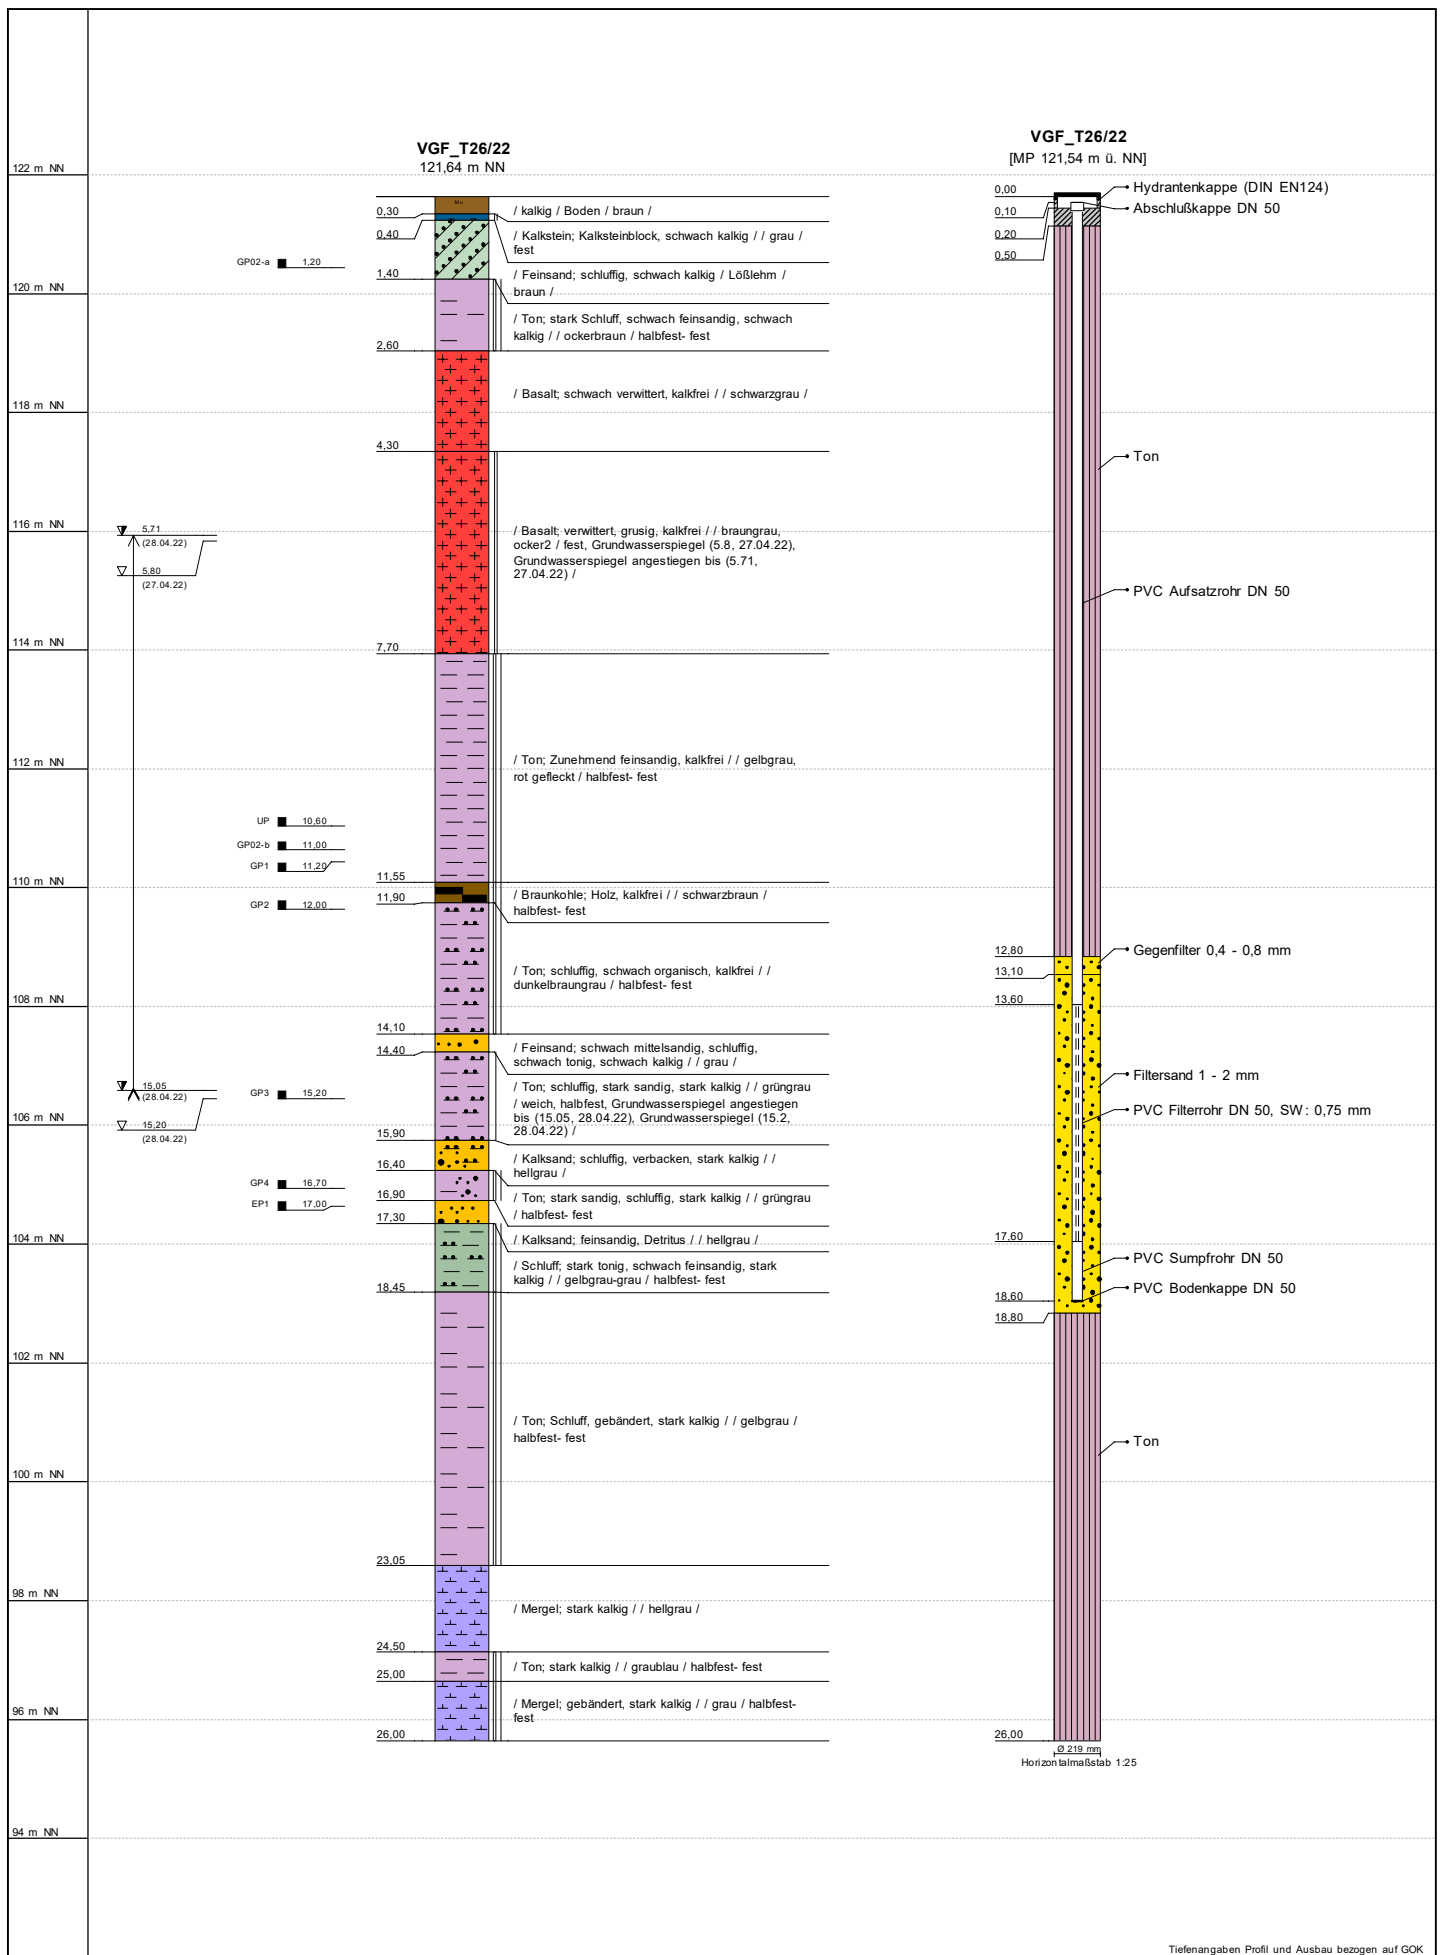 VGF_T26/22
121,64 m NN
VGF_T26/22
[MP 121,54 m ü. NN]
122 m NN
120 m NN
118 m NN
116 m NN
114 m NN
112 m NN
110 m NN
108 m NN
106 m NN
104 m NN
102 m NN
100 m NN
98 m NN
96 m NN
94 m NN
5,71
(28.04.22)
5,80
(27.04.22)
15,05
(28.04.22)
15,20
(28.04.22)
GP02-a 1,20
UP 10,60
GP02-b 11,00
GP1 11,20
GP2 12,00
GP3 15,20
GP4 16,70
EP1 17,00
Mu
0,30
/ kalkig / Boden / braun /
0,40
/ Kalkstein; Kalksteinblock, schwach kalkig / / grau /
fest
1,40
/ Feinsand; schluffig, schwach kalkig / Lößlehm /
braun /
2,60
/ Ton; stark Schluff, schwach feinsandig, schwach
kalkig / / ockerbraun / halbfest- fest
4,30
/ Basalt; schwach verwittert, kalkfrei / / schwarzgrau /
7,70
/ Basalt; verwittert, grusig, kalkfrei / / braungrau,
ocker2 / fest, Grundwasserspiegel (5.8, 27.04.22),
Grundwasserspiegel angestiegen bis (5.71,
27.04.22) /
11,55
/ Ton; Zunehmend feinsandig, kalkfrei / / gelbgrau,
rot gefleckt / halbfest- fest
11,90
/ Braunkohle; Holz, kalkfrei / / schwarzbraun /
halbfest- fest
14,10
/ Ton; schluffig, schwach organisch, kalkfrei / /
dunkelbraungrau / halbfest- fest
14,40
/ Feinsand; schwach mittelsandig, schluffig,
schwach tonig, schwach kalkig / / grau /
15,90
/ Ton; schluffig, stark sandig, stark kalkig / / grüngrau
/ weich, halbfest, Grundwasserspiegel angestiegen
bis (15.05, 28.04.22), Grundwasserspiegel (15.2,
28.04.22) /
16,40
/ Kalksand; schluffig, verbacken, stark kalkig / /
hellgrau /
16,90
/ Ton; stark sandig, schluffig, stark kalkig / / grüngrau
/ halbfest- fest
17,30
/ Kalksand; feinsandig, Detritus / / hellgrau /
18,45
/ Schluff; stark tonig, schwach feinsandig, stark
kalkig / / gelbgrau-grau / halbfest- fest
23,05
/ Ton; Schluff, gebändert, stark kalkig / / gelbgrau /
halbfest- fest
24,50
/ Mergel; stark kalkig / / hellgrau /
25,00
/ Ton; stark kalkig / / graublau / halbfest- fest
26,00
/ Mergel; gebändert, stark kalkig / / grau / halbfest-
fest
0,00
0,10
0,20
0,50
12,80
13,10
13,60
17,60
18,60
18,80
26,00
Hydrantenkappe (DIN EN124)
Abschlußkappe DN 50
Ton
PVC Aufsatzrohr DN 50
Gegenfilter 0,4 - 0,8 mm
Filtersand 1 - 2 mm
PVC Filterrohr DN 50, SW: 0,75 mm
PVC Sumpfrohr DN 50
PVC Bodenkappe DN 50
Ton
Ø 219 mm
Horizontalmaßstab 1:25
Tiefenangaben Profil und Ausbau bezogen auf GOK